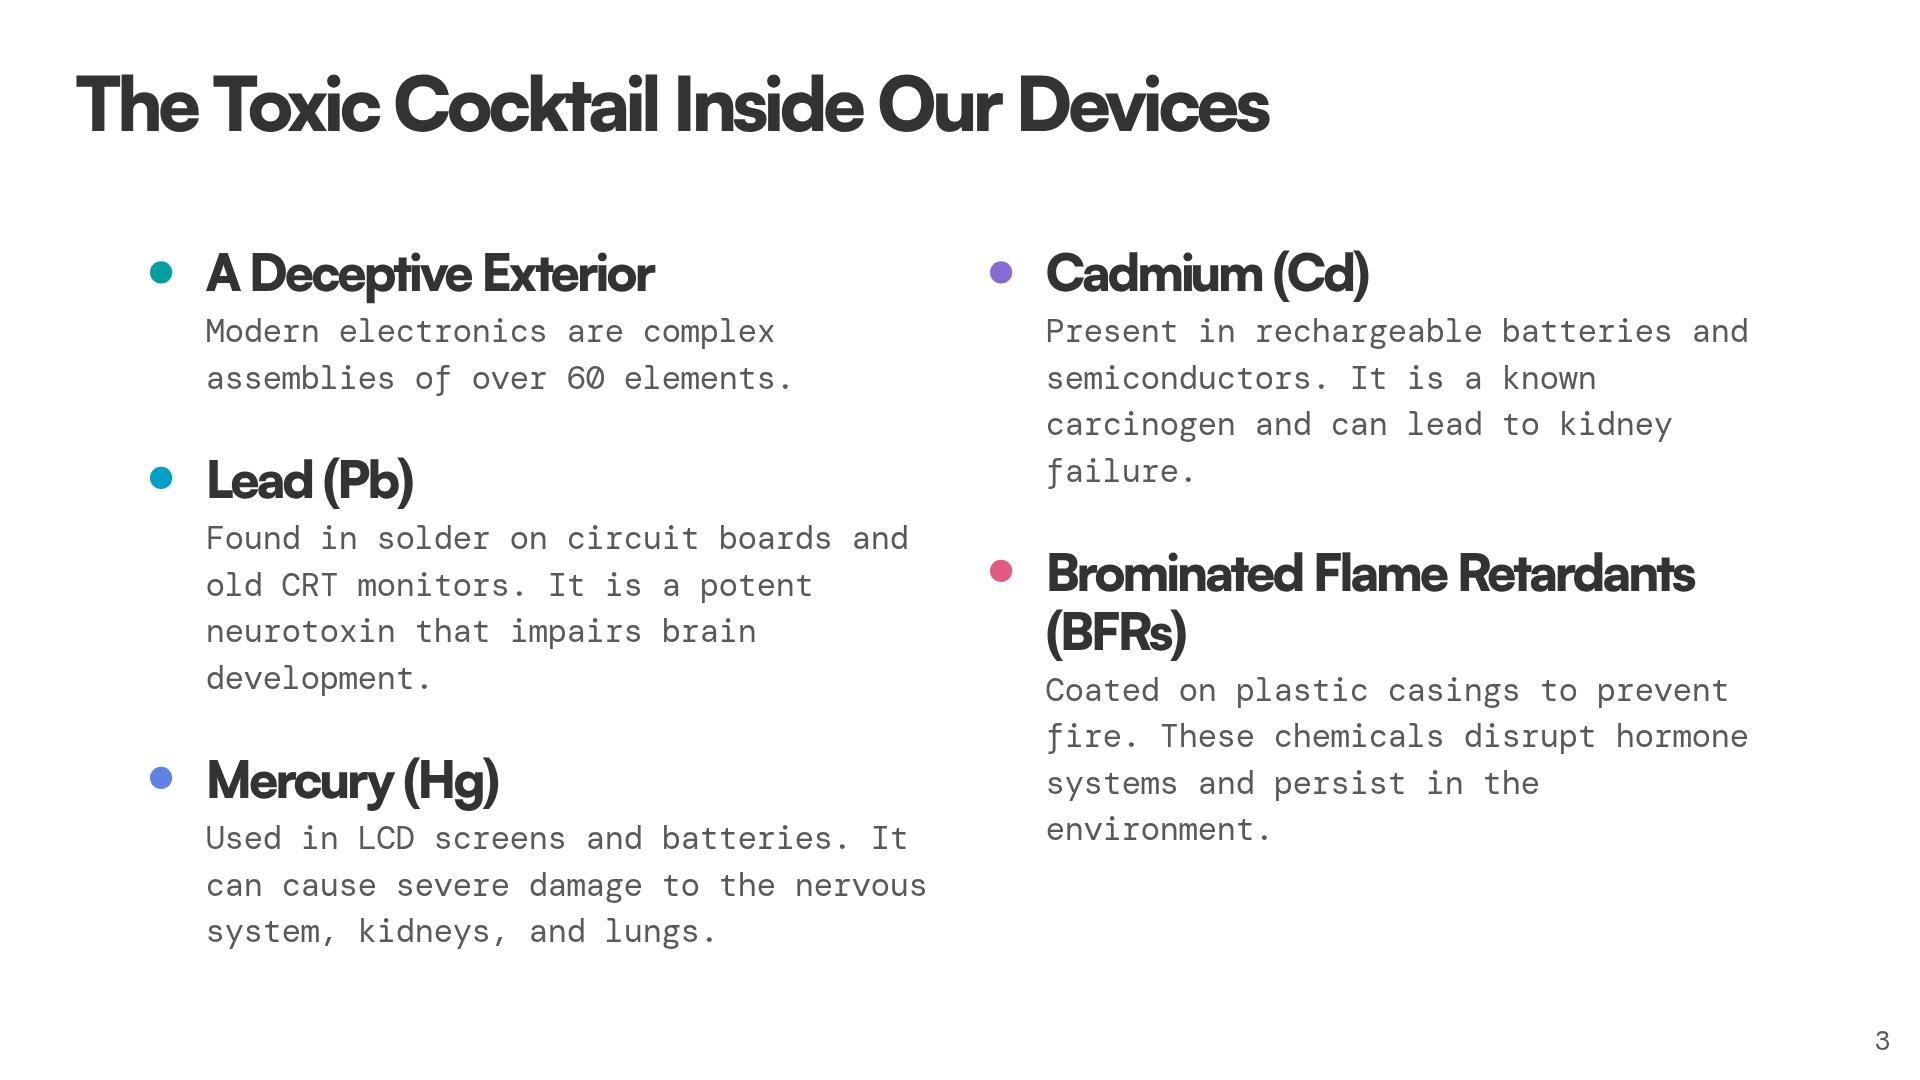 The Toxic Cocktail Inside Our Devices
A Deceptive Exterior
Modern electronics are complex
assemblies of over 60 elements.
Lead (Pb)
Found in solder on circuit boards and
old CRT monitors. It is a potent
neurotoxin that impairs brain
development.
Mercury (Hg)
Used in LCD screens and batteries. It
can cause severe damage to the nervous
system, kidneys, and lungs.
Cadmium (Cd)
Present in rechargeable batteries and
semiconductors. It is a known
carcinogen and can lead to kidney
failure.
Brominated Flame Retardants
(BFRs)
Coated on plastic casings to prevent
fire. These chemicals disrupt hormone
systems and persist in the
environment.
3